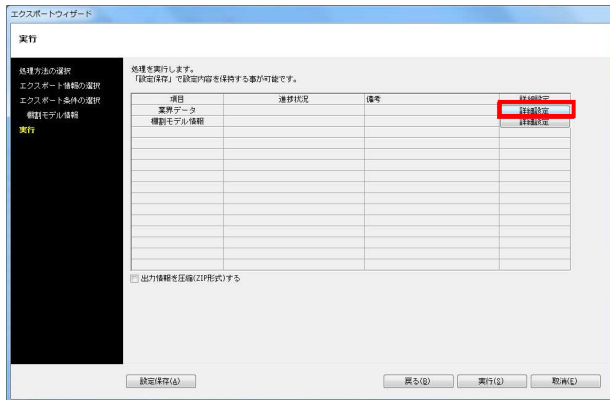 エクスポートウィザード
実行
処理方法の選択
エクスポート情報の選択
エクスポート条件の選択
棚割モデル情報
実行
処理を実行します。
「設定保存」で設定内容を保持する事が可能です。
項目 進捗状況 備考 詳細設定
業界データ 詳細設定
棚割モデル情報 詳細設定
出力情報を圧縮(ZIP形式)する
設定保存(A) 戻る(B) 実行(S) 取消(E)